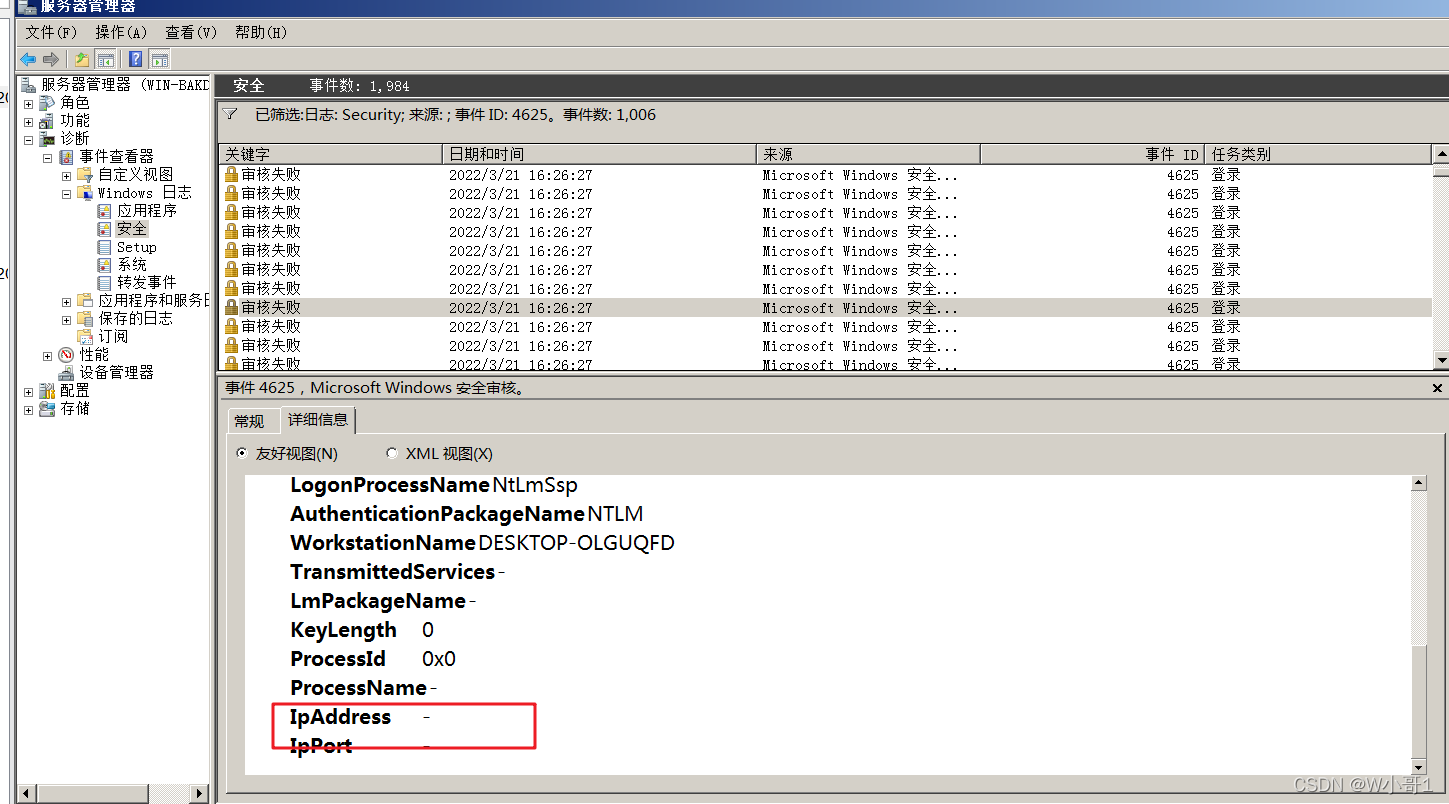 服务器管理器
文件(F) 操作(A) 查看(V) 帮助(H)
服务器管理器 (WIN-BAKD
角色
功能
诊断
事件查看器
自定义视图
Windows 日志
应用程序
安全
Setup
系统
转发事件
应用程序和服务日
保存的日志
订阅
性能
设备管理器
配置
存储
安全 事件数: 1,984
已筛选:日志: Security; 来源: ; 事件 ID: 4625。事件数: 1,006
关键字 日期和时间 来源 事件 ID 任务类别
审核失败 2022/3/21 16:26:27 Microsoft Windows 安全... 4625 登录
审核失败 2022/3/21 16:26:27 Microsoft Windows 安全... 4625 登录
审核失败 2022/3/21 16:26:27 Microsoft Windows 安全... 4625 登录
审核失败 2022/3/21 16:26:27 Microsoft Windows 安全... 4625 登录
审核失败 2022/3/21 16:26:27 Microsoft Windows 安全... 4625 登录
审核失败 2022/3/21 16:26:27 Microsoft Windows 安全... 4625 登录
审核失败 2022/3/21 16:26:27 Microsoft Windows 安全... 4625 登录
审核失败 2022/3/21 16:26:27 Microsoft Windows 安全... 4625 登录
审核失败 2022/3/21 16:26:27 Microsoft Windows 安全... 4625 登录
审核失败 2022/3/21 16:26:27 Microsoft Windows 安全... 4625 登录
审核失败 2022/3/21 16:26:27 Microsoft Windows 安全... 4625 登录
事件 4625，Microsoft Windows 安全审核。
常规 详细信息
友好视图(N) XML 视图(X)
LogonProcessName NtLmSsp
AuthenticationPackageName NTLM
WorkstationName DESKTOP-OLGUQFD
TransmittedServices -
LmPackageName -
KeyLength 0
ProcessId 0x0
ProcessName -
IpAddress -
IpPort -
CSDN @W小哥1